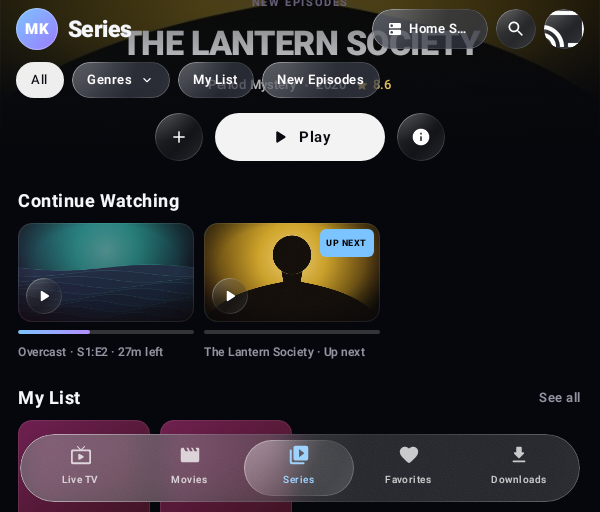 NEW EPISODES
MK
Series
Home S...
THE LANTERN SOCIETY
All
Genres
My List
New Episodes
Period Mystery · 2020 ★ 8.6
Play
Continue Watching
UP NEXT
Overcast · S1:E2 · 27m left
The Lantern Society · Up next
My List
See all
Live TV
Movies
Series
Favorites
Downloads